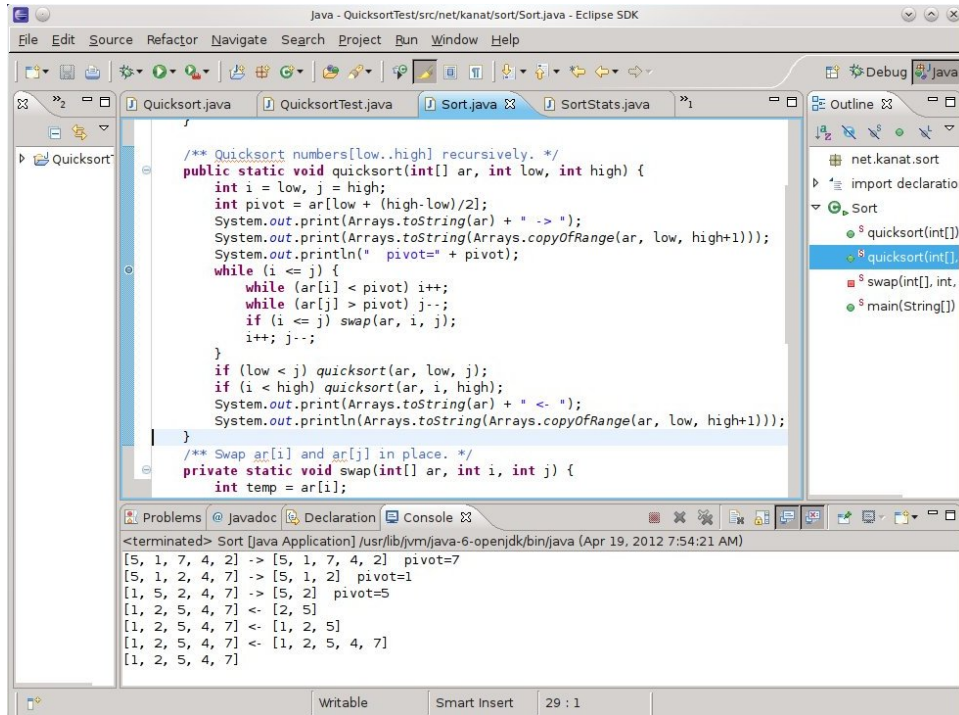 Java - QuicksortTest/src/net/kanat/sort/Sort.java - Eclipse SDK
File Edit Source Refactor Navigate Search Project Run Window Help
Debug Java
»2 Quicksort.java QuicksortTest.java Sort.java SortStats.java »1 Outline
QuicksortT
}
/** Quicksort numbers[low..high] recursively. */
public static void quicksort(int[] ar, int low, int high) {
int i = low, j = high;
int pivot = ar[low + (high-low)/2];
System.out.print(Arrays.toString(ar) + " -> ");
System.out.print(Arrays.toString(Arrays.copyOfRange(ar, low, high+1)));
System.out.println("  pivot=" + pivot);
while (i <= j) {
while (ar[i] < pivot) i++;
while (ar[j] > pivot) j--;
if (i <= j) swap(ar, i, j);
i++; j--;
}
if (low < j) quicksort(ar, low, j);
if (i < high) quicksort(ar, i, high);
System.out.print(Arrays.toString(ar) + " <- ");
System.out.println(Arrays.toString(Arrays.copyOfRange(ar, low, high+1)));
}
/** Swap ar[i] and ar[j] in place. */
private static void swap(int[] ar, int i, int j) {
int temp = ar[i];
net.kanat.sort
import declaratio
Sort
quicksort(int[])
quicksort(int[],
swap(int[], int,
main(String[])
Problems @ Javadoc Declaration Console
<terminated> Sort [Java Application] /usr/lib/jvm/java-6-openjdk/bin/java (Apr 19, 2012 7:54:21 AM)
[5, 1, 7, 4, 2] -> [5, 1, 7, 4, 2]  pivot=7
[5, 1, 2, 4, 7] -> [5, 1, 2]  pivot=1
[1, 5, 2, 4, 7] -> [5, 2]  pivot=5
[1, 2, 5, 4, 7] <- [2, 5]
[1, 2, 5, 4, 7] <- [1, 2, 5]
[1, 2, 5, 4, 7] <- [1, 2, 5, 4, 7]
[1, 2, 5, 4, 7]
Writable Smart Insert 29 : 1